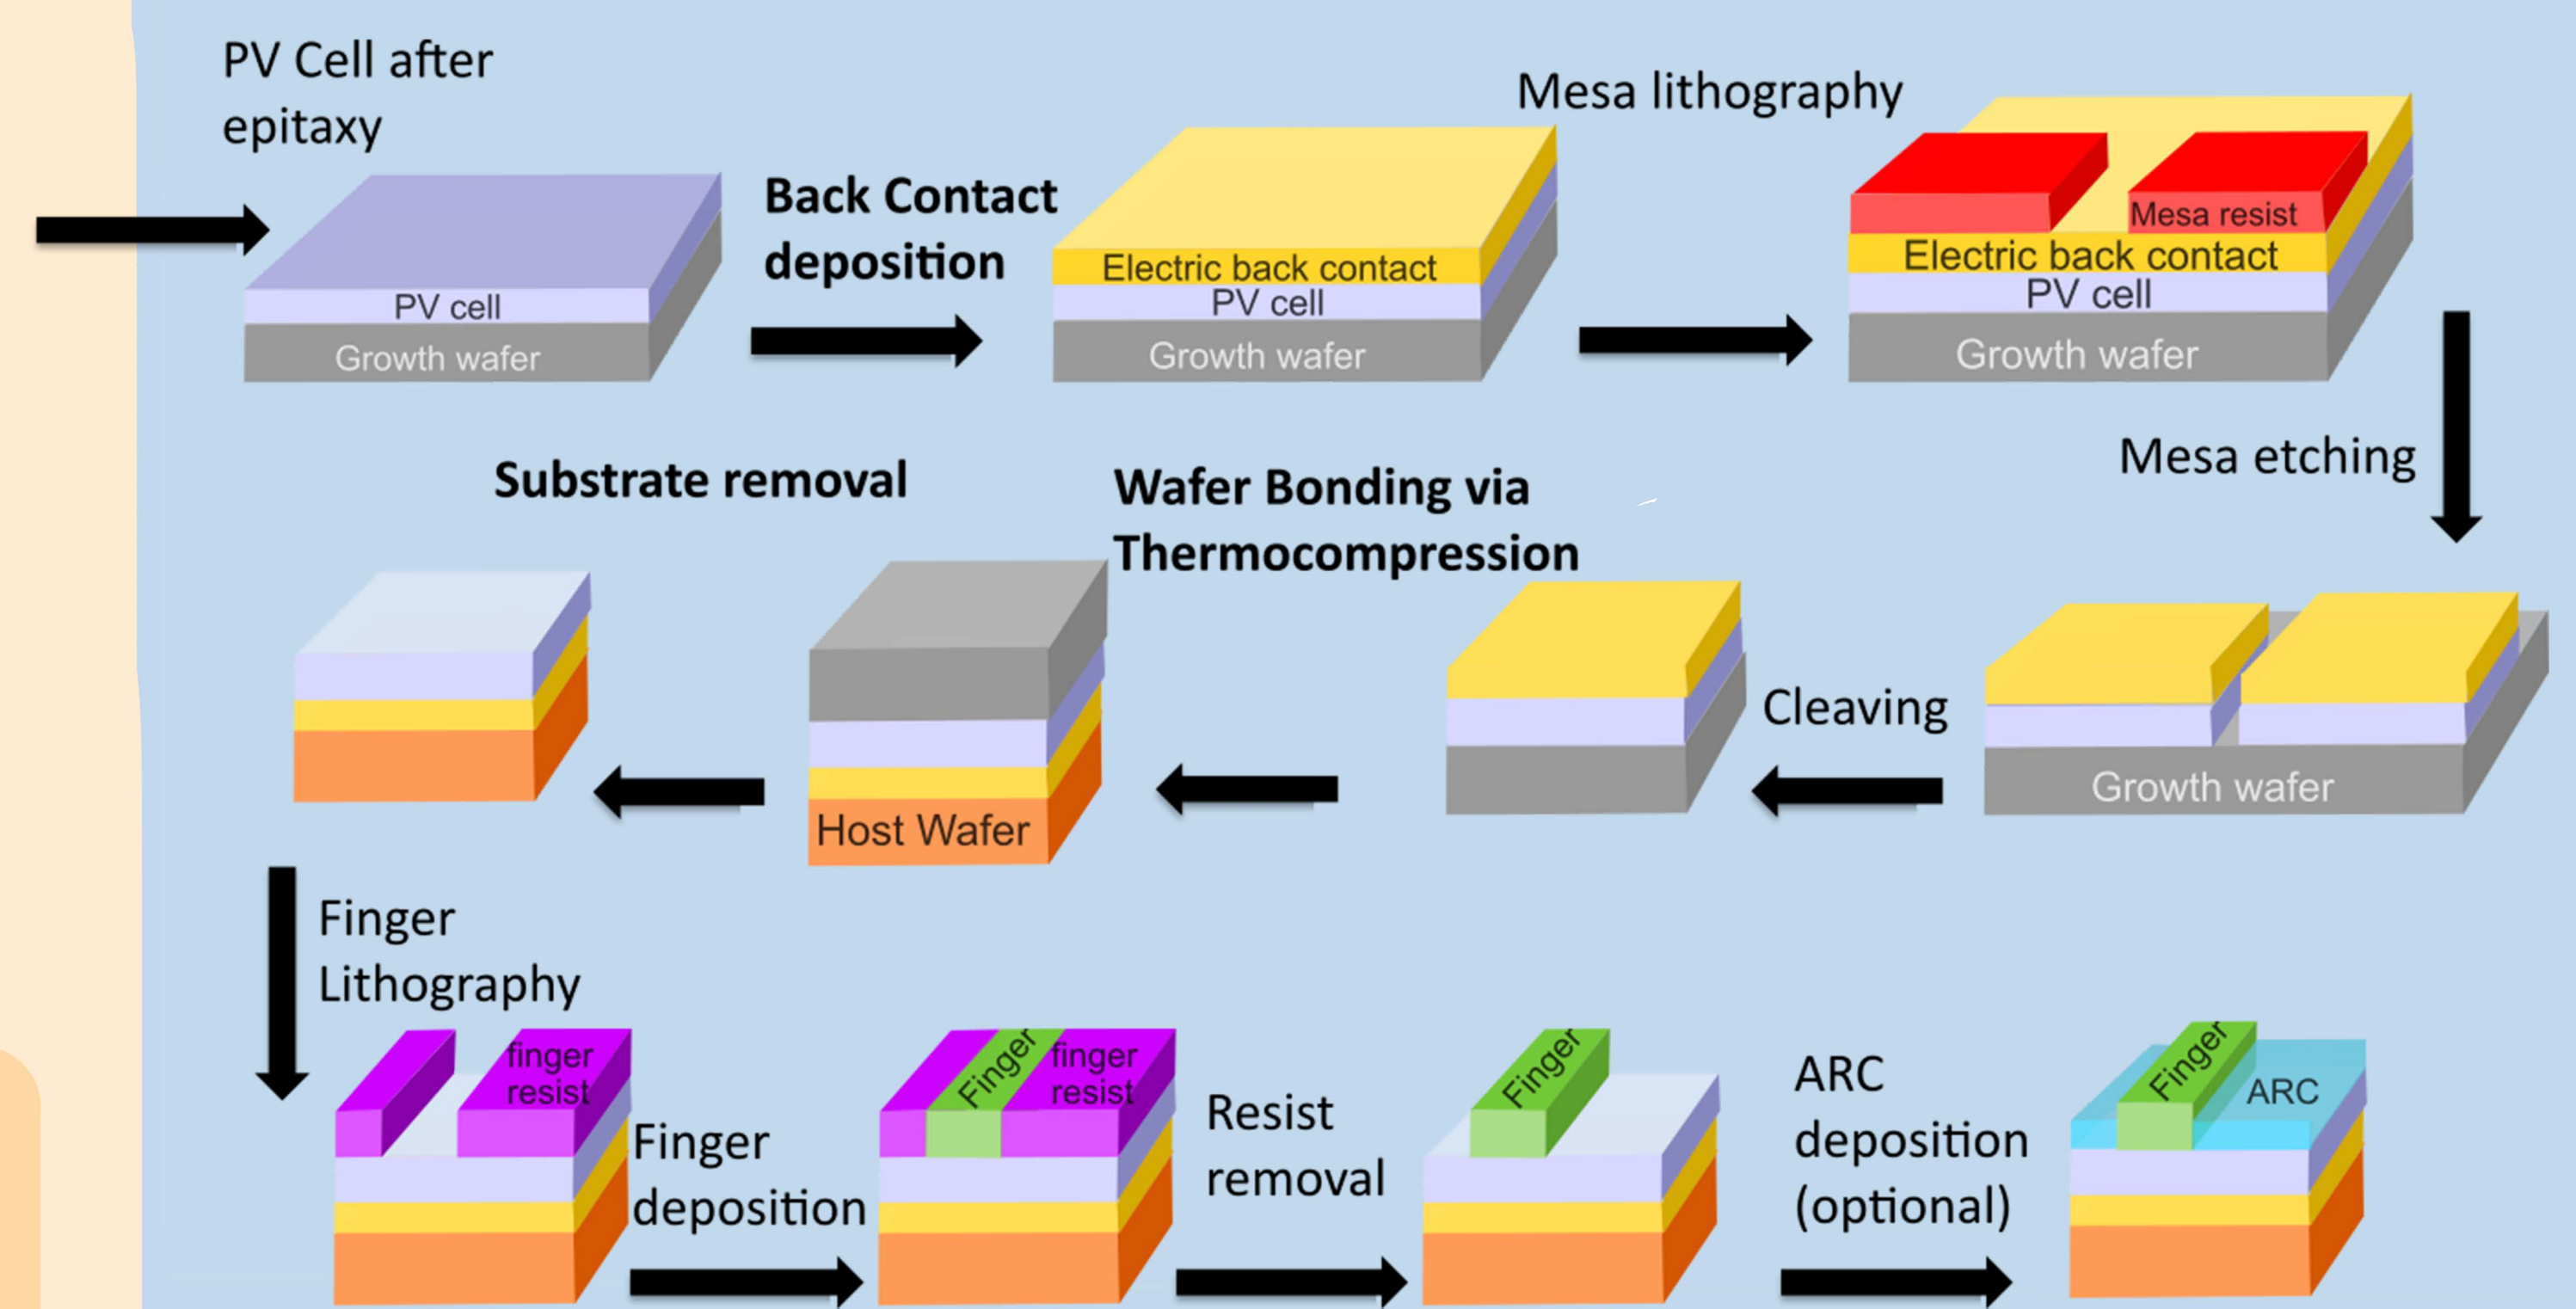 PV Cell after
epitaxy
PV cell
Growth wafer
Back Contact
deposition
Electric back contact
PV cell
Growth wafer
Mesa lithography
Mesa resist
Electric back contact
PV cell
Growth wafer
Mesa etching
Growth wafer
Cleaving
Wafer Bonding via
Thermocompression
Host Wafer
Substrate removal
Finger
Lithography
finger
resist
Finger
deposition
Finger
finger
resist
Resist
removal
Finger
ARC
deposition
(optional)
Finger
ARC